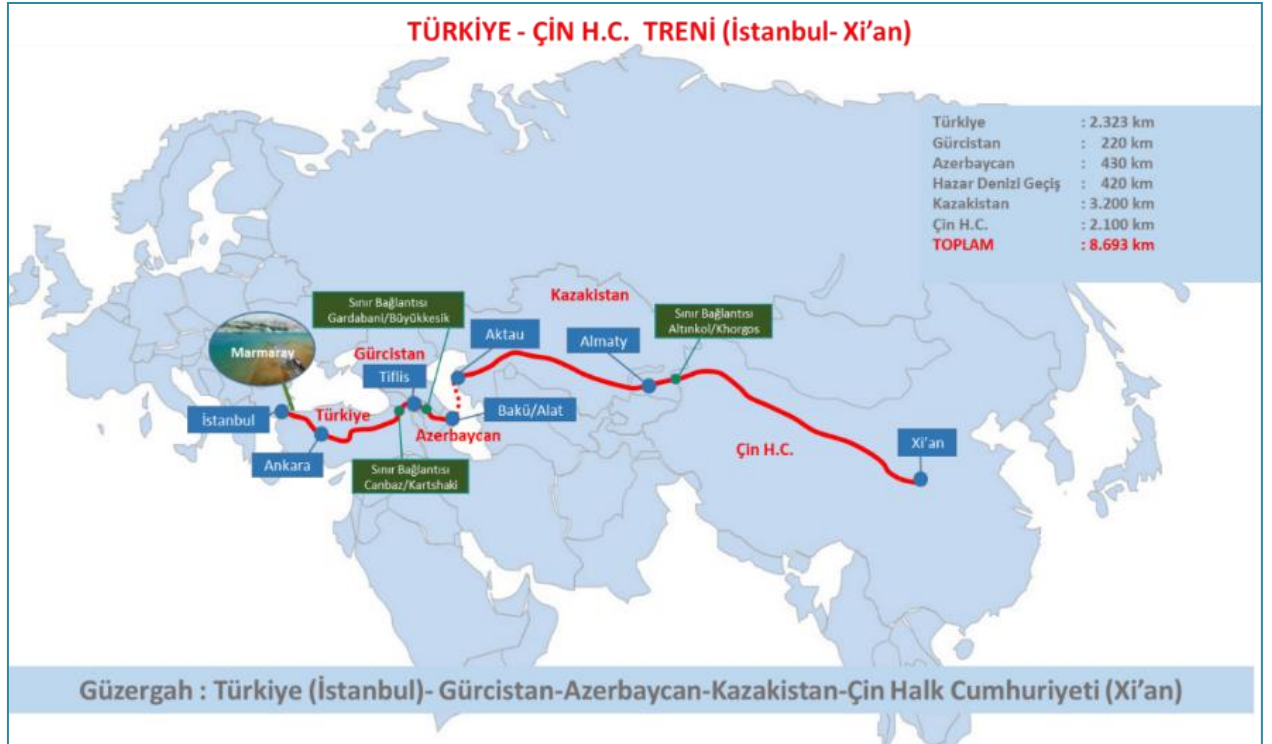 TÜRKİYE - ÇİN H.C. TRENİ (İstanbul- Xi’an)
Türkiye : 2.323 km
Gürcistan : 220 km
Azerbaycan : 430 km
Hazar Denizi Geçiş : 420 km
Kazakistan : 3.200 km
Çin H.C. : 2.100 km
TOPLAM : 8.693 km
Kazakistan
Sınır Bağlantısı
Gardabani/Büyükkesik
Sınır Bağlantısı
Altınkol/Khorgos
Marmaray
Gürcistan
Tiflis
Aktau
Almaty
İstanbul
Türkiye
Azerbaycan
Bakü/Alat
Ankara
Sınır Bağlantısı
Canbaz/Kartshaki
Çin H.C.
Xi’an
Güzergah : Türkiye (İstanbul)- Gürcistan-Azerbaycan-Kazakistan-Çin Halk Cumhuriyeti (Xi’an)